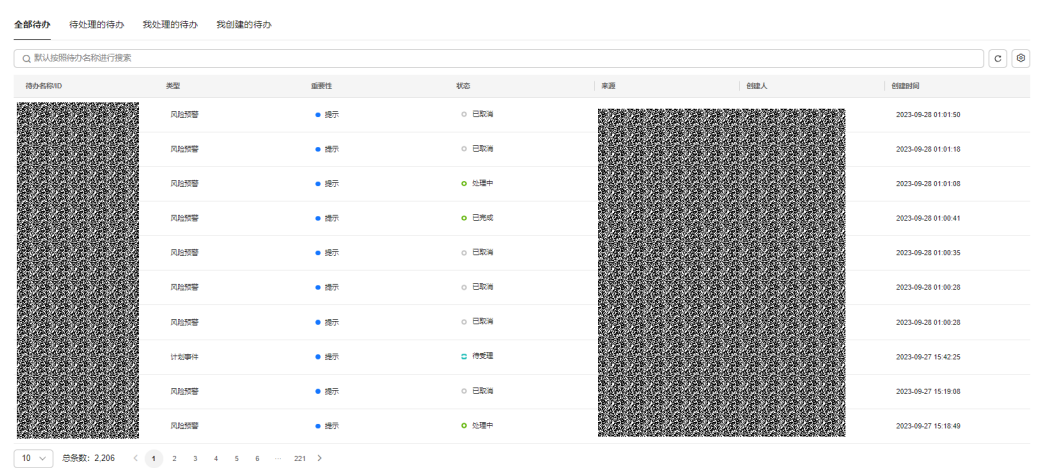 全部待办 待处理的待办 我处理的待办 我创建的待办
默认按照待办名称进行搜索
待办名称/ID 类型 重要性 状态 来源 创建人 创建时间
风险预警 提示 已取消 2023-09-28 01:01:50
风险预警 提示 已取消 2023-09-28 01:01:18
风险预警 提示 处理中 2023-09-28 01:01:08
风险预警 提示 已完成 2023-09-28 01:00:41
风险预警 提示 已取消 2023-09-28 01:00:35
风险预警 提示 已取消 2023-09-28 01:00:28
风险预警 提示 已取消 2023-09-28 01:00:28
计划事件 提示 待受理 2023-09-27 15:42:25
风险预警 提示 已取消 2023-09-27 15:19:08
风险预警 提示 处理中 2023-09-27 15:18:49
10 总条数: 2,206 < 1 2 3 4 5 6 ··· 221 >